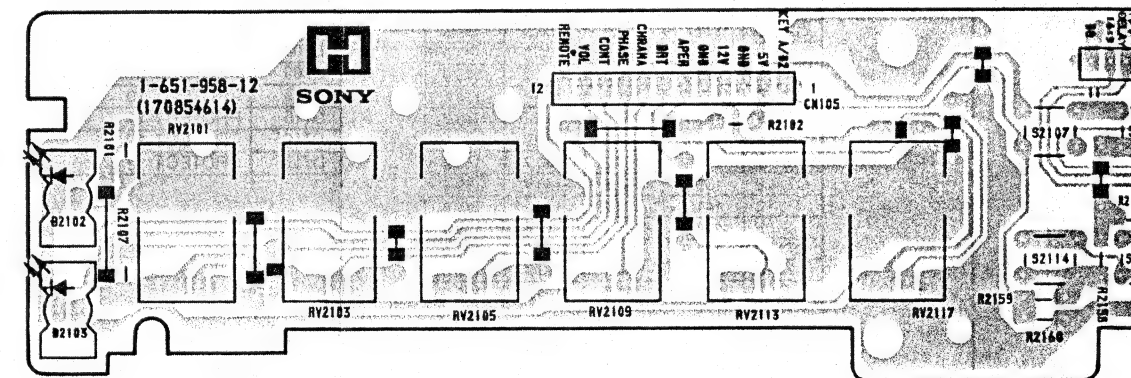 REMOTE
VOL
CONT
PHASE
CHRAMA
BRT
APER
GND
12V
GND
5V
KEY A/D2
1-651-958-12
(170854614)
SONY
12
1
CN105
RV2101
R2101
R2102
S2107
D2102
R2107
S2114
D2103
RV2103
RV2105
RV2109
RV2113
RV2117
R2159
R2158
R2160